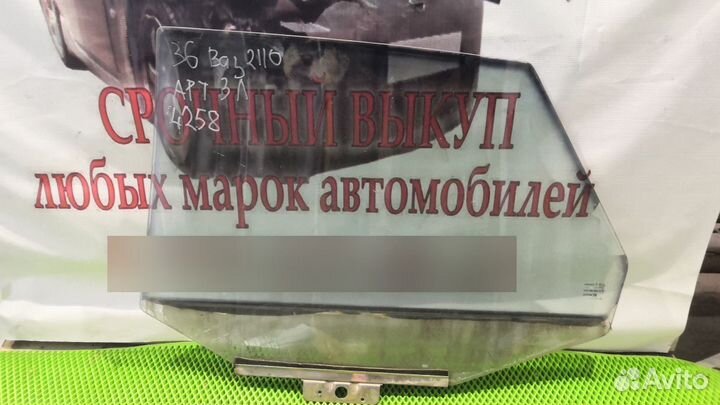 36 Ваз 2110
АРТ ЗЛ
4258
СРОЧНЫЙ ВЫКУП
любых марок автомобилей
Avito